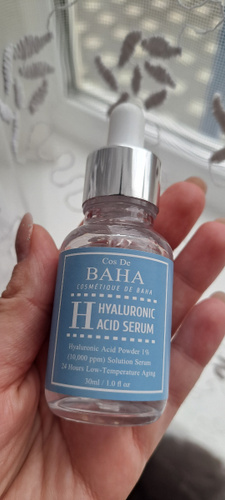 Cos De
BAHA
COSMÉTIQUE DE BAHA
H HYALURONIC
ACID SERUM
Hyaluronic Acid Powder 1%
(10,000 ppm) Solution Serum
24 Hours Low-Temperature Aging
30ml / 1.0 fl oz